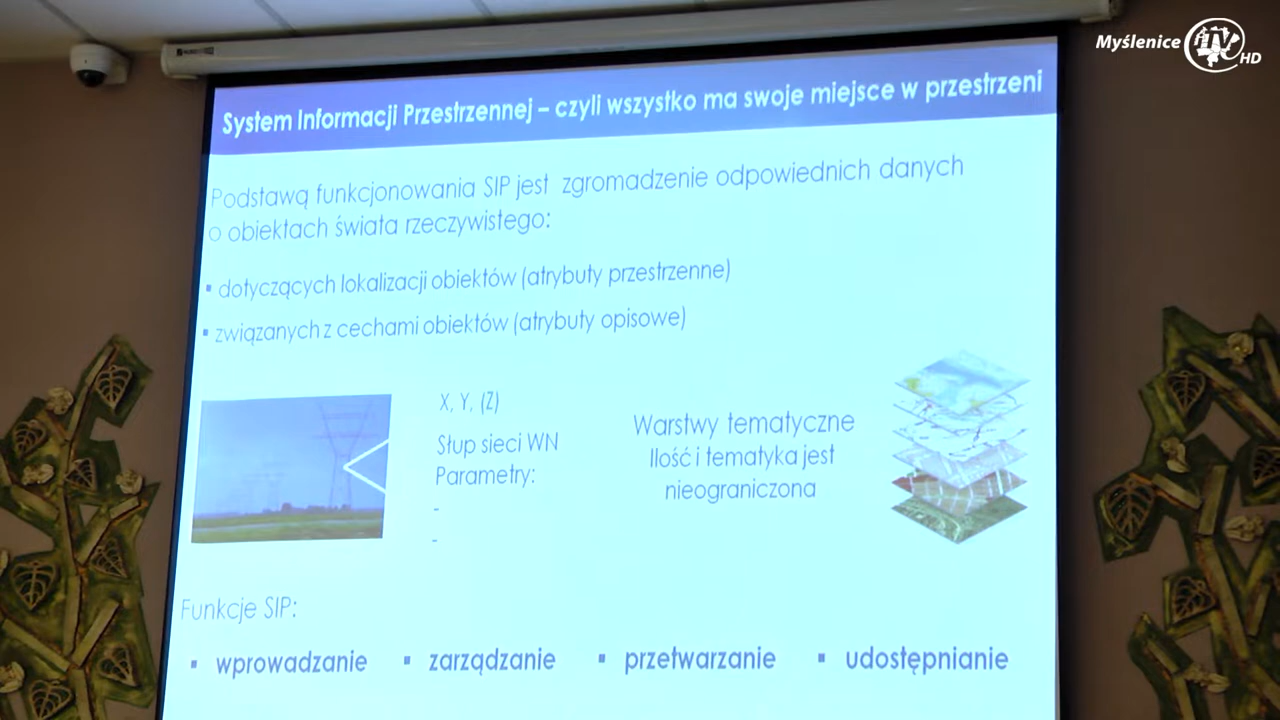 Myślenice iTV HD
System Informacji Przestrzennej – czyli wszystko ma swoje miejsce w przestrzeni
Podstawą funkcjonowania SIP jest zgromadzenie odpowiednich danych
o obiektach świata rzeczywistego:
▪ dotyczących lokalizacji obiektów (atrybuty przestrzenne)
▪ związanych z cechami obiektów (atrybuty opisowe)
X, Y, (Z)
Słup sieci WN
Parametry:
-
-
Warstwy tematyczne
Ilość i tematyka jest
nieograniczona
Funkcje SIP:
▪ wprowadzanie ▪ zarządzanie ▪ przetwarzanie ▪ udostępnianie